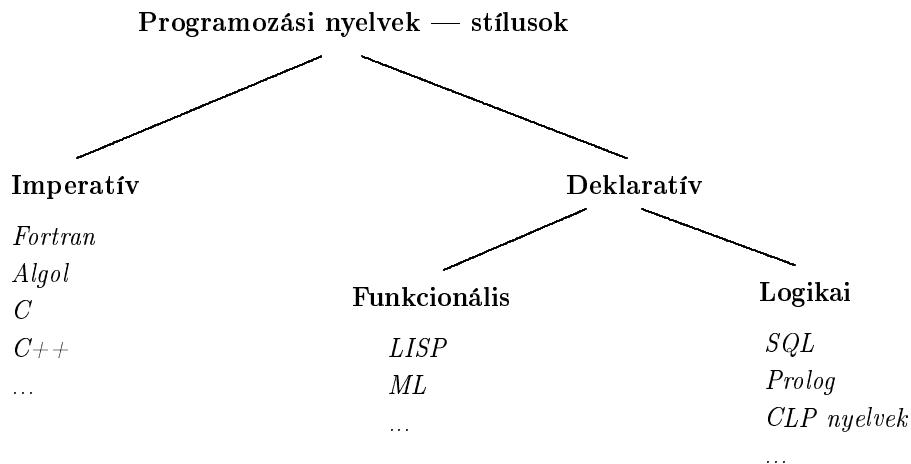 Programozási nyelvek — stílusok
Imperatív
Fortran
Algol
C
C++
...
Deklaratív
Funkcionális
LISP
ML
...
Logikai
SQL
Prolog
CLP nyelvek
...